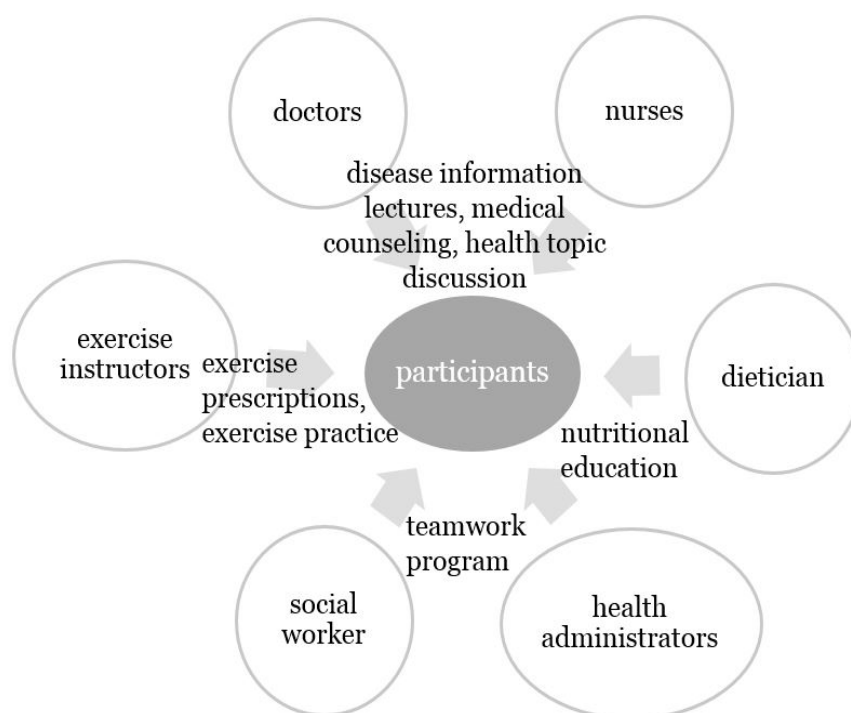 doctors
nurses
disease information
lectures, medical
counseling, health topic
discussion
exercise
instructors
exercise
prescriptions,
exercise practice
participants
dietician
nutritional
education
teamwork
program
social
worker
health
administrators